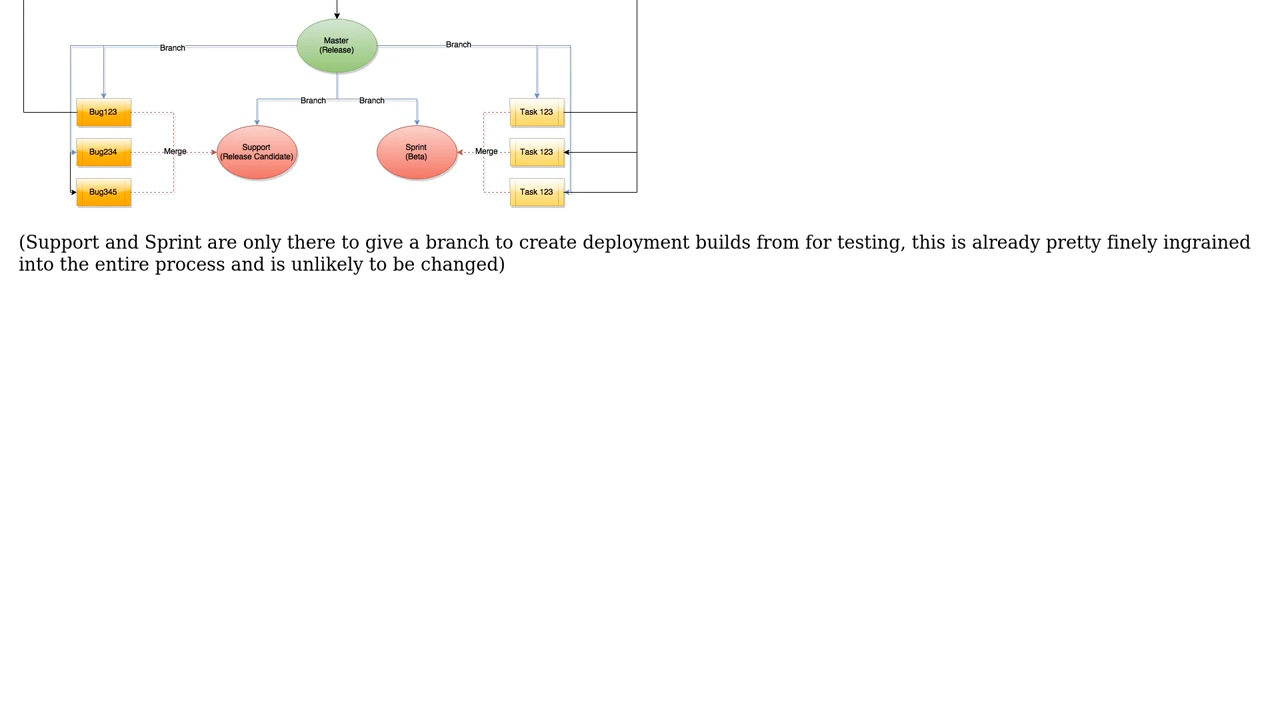 Master
(Release)
Branch
Branch
Branch
Branch
Bug123
Task 123
Support
(Release Candidate)
Sprint
(Beta)
Bug234
Merge
Merge
Task 123
Bug345
Task 123
(Support and Sprint are only there to give a branch to create deployment builds from for testing, this is already pretty finely ingrained
into the entire process and is unlikely to be changed)